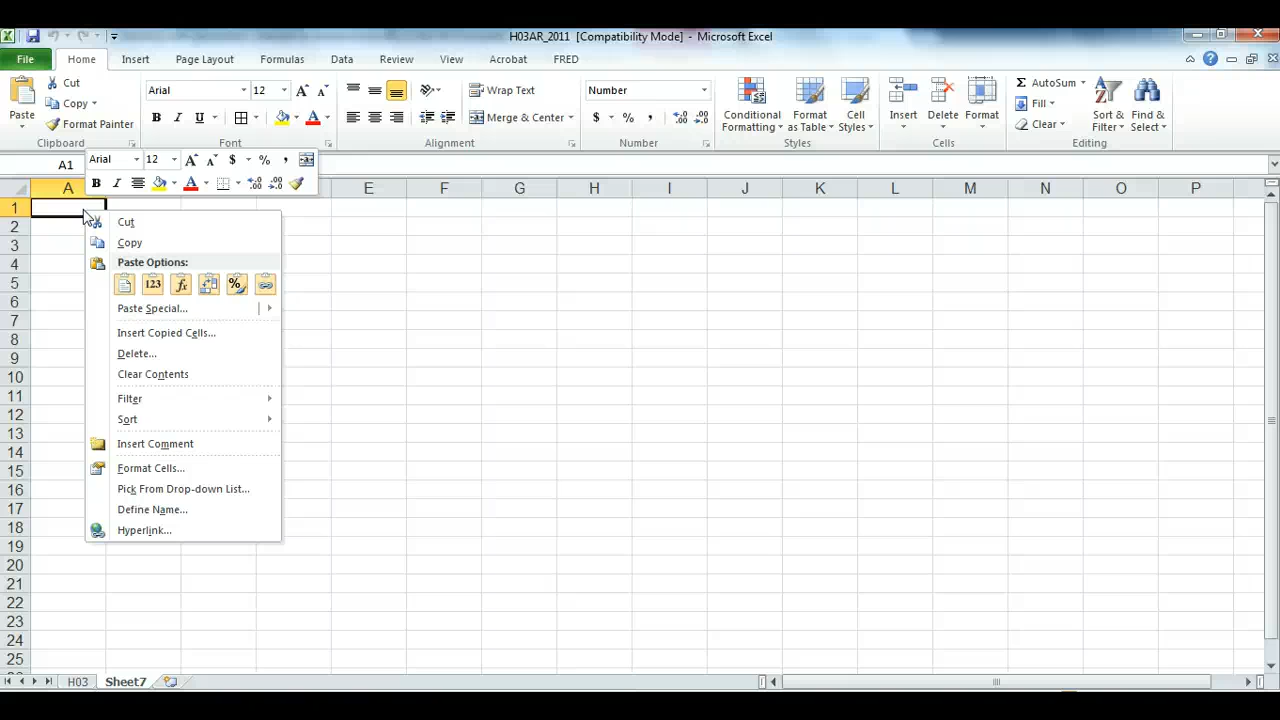 H03AR_2011 [Compatibility Mode] - Microsoft Excel
File Home Insert Page Layout Formulas Data Review View Acrobat FRED
Paste
Cut
Copy
Format Painter
Clipboard
Arial 12
B I U A
Font
Wrap Text
Merge & Center
Alignment
Number
$ % ,
Number
Conditional Formatting
Format as Table
Cell Styles
Styles
Insert
Delete
Format
Cells
Σ AutoSum
Fill
Clear
Sort & Filter
Find & Select
Editing
A1
Arial 12 A A $ % ,
B I A
A E F G H I J K L M N O P
1
2
3
4
5
6
7
8
9
10
11
12
13
14
15
16
17
18
19
20
21
22
23
24
25
Cut
Copy
Paste Options:
123 fx %
Paste Special...
Insert Copied Cells...
Delete...
Clear Contents
Filter
Sort
Insert Comment
Format Cells...
Pick From Drop-down List...
Define Name...
Hyperlink...
H03 Sheet7